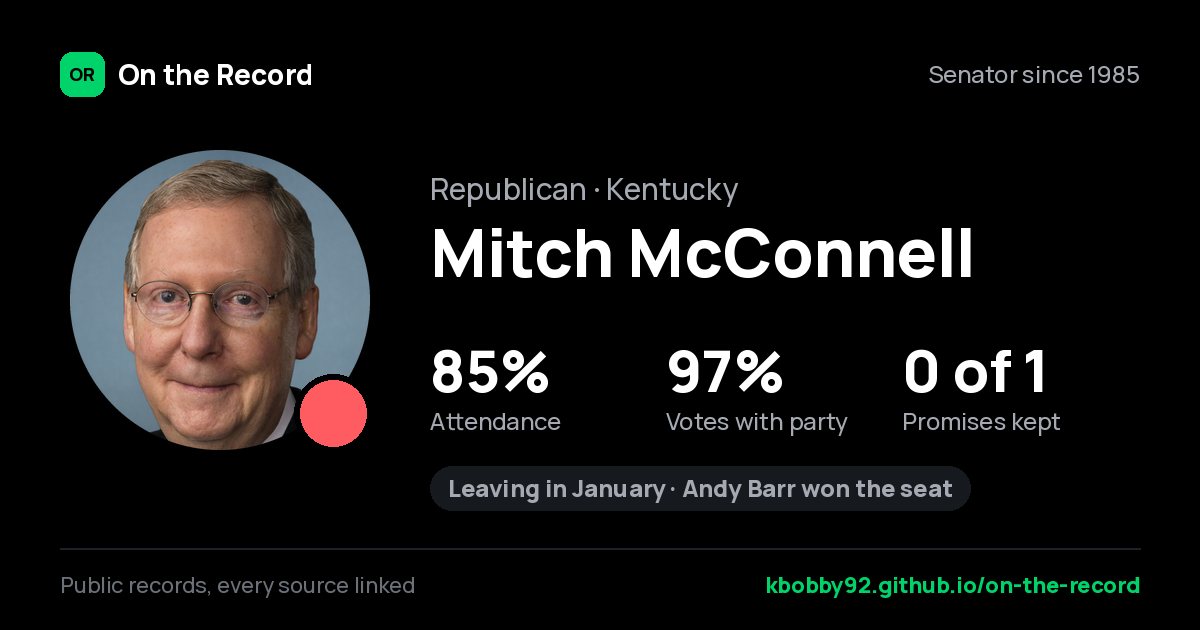 OR On the Record
Senator since 1985
Republican · Kentucky
Mitch McConnell
85% 97% 0 of 1
Attendance Votes with party Promises kept
Leaving in January · Andy Barr won the seat
Public records, every source linked
kbobby92.github.io/on-the-record